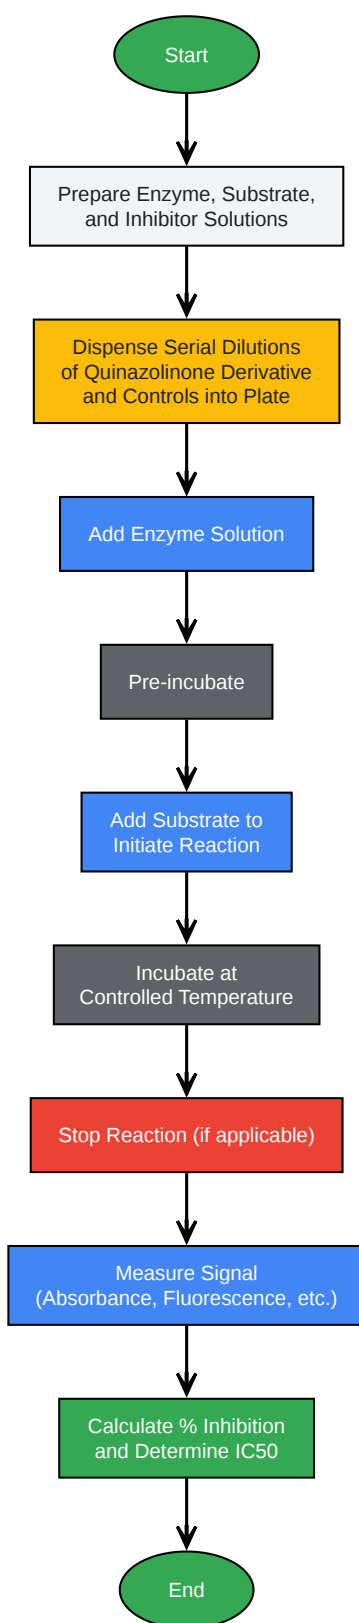 Start
Prepare Enzyme, Substrate,
and Inhibitor Solutions
Dispense Serial Dilutions
of Quinazolinone Derivative
and Controls into Plate
Add Enzyme Solution
Pre-incubate
Add Substrate to
Initiate Reaction
Incubate at
Controlled Temperature
Stop Reaction (if applicable)
Measure Signal
(Absorbance, Fluorescence, etc.)
Calculate % Inhibition
and Determine IC50
End